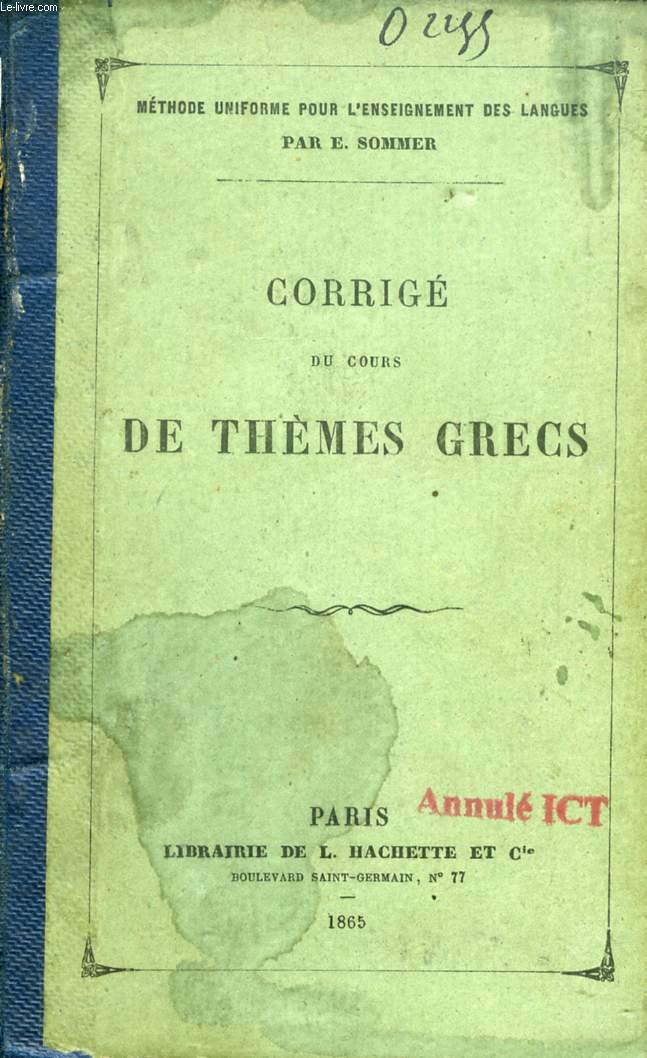 Le-livre.com
MÉTHODE UNIFORME POUR L'ENSEIGNEMENT DES LANGUES
PAR E. SOMMER
CORRIGÉ
DU COURS
DE THÈMES GRECS
Annulé ICT
PARIS
LIBRAIRIE DE L. HACHETTE ET Cie
BOULEVARD SAINT-GERMAIN, No 77
1865